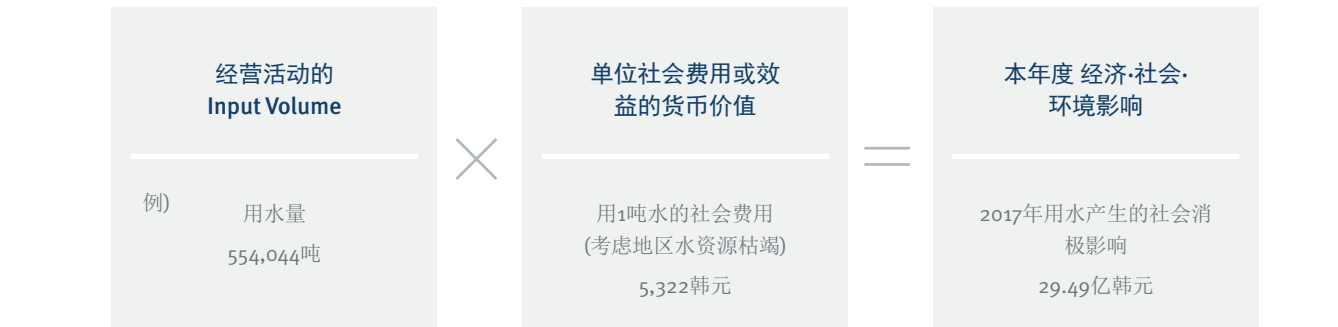 经营活动的
Input Volume
例)
用水量
554,044吨
单位社会费用或效
益的货币价值
用1吨水的社会费用
(考虑地区水资源枯竭)
5,322韩元
本年度 经济·社会·
环境影响
2017年用水产生的社会消
极影响
29.49亿韩元